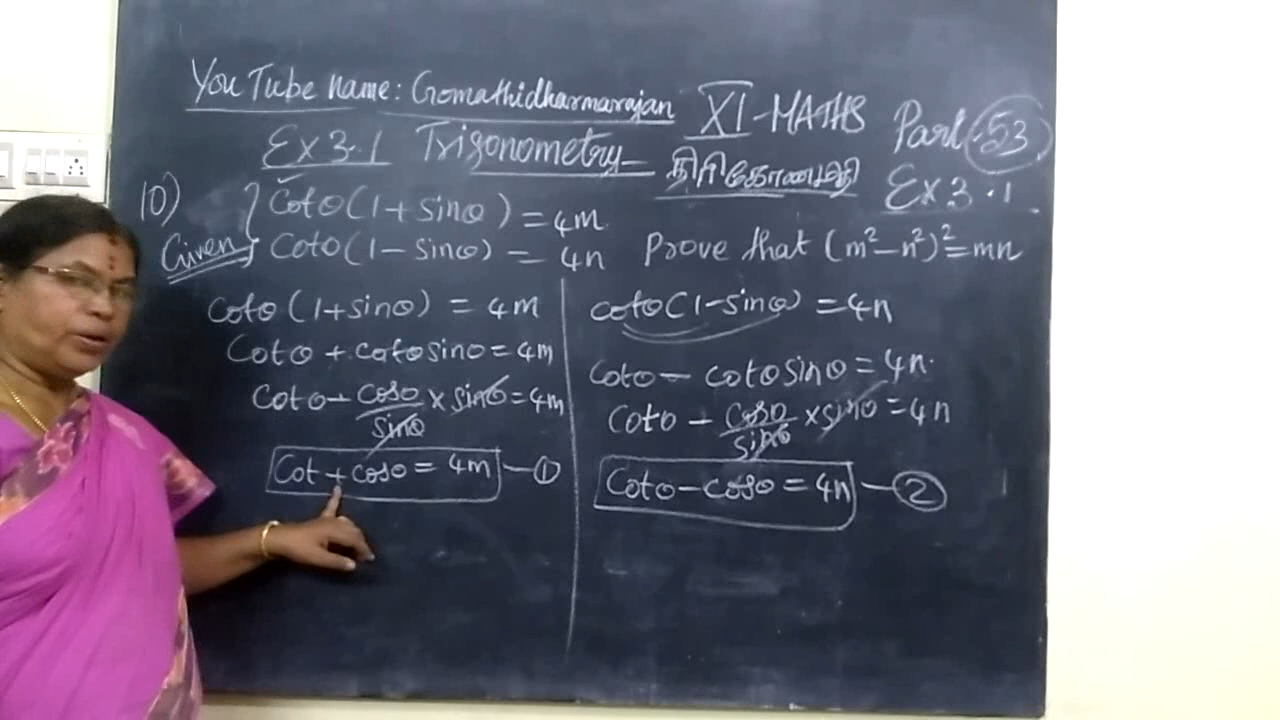 YouTube name: Gomathidharmarajan XI-MATHS Part-53
Ex 3.1 Trigonometry- திரிகோணமிதி Ex 3.1
10) Cotθ(1+sinθ) = 4m
Given Cotθ(1-sinθ) = 4n Prove that (m²-n²)²=mn
cotθ(1+sinθ) = 4m
Cotθ + cotθsinθ=4m
Cotθ+cosθ/sinθ×sinθ=4m
Cot+cosθ = 4m -①
cotθ(1-sinθ) = 4n
Cotθ- cotθsinθ=4n.
Cotθ - cosθ/sinθ×sinθ=4n
Cotθ-cosθ=4n-②